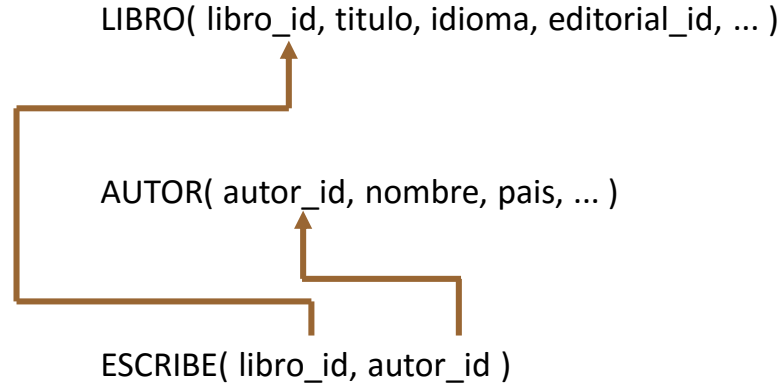 LIBRO( libro_id, titulo, idioma, editorial_id, ... )
AUTOR( autor_id, nombre, pais, ... )
ESCRIBE( libro_id, autor_id )